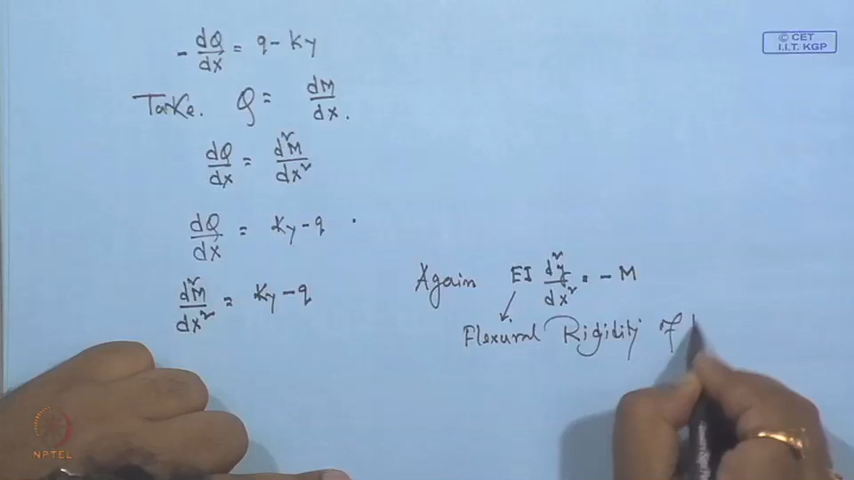 © CET
I.I.T. KGP
- dQ/dx = q - ky
Take. Q = dM/dx.
dQ/dx = d²M/dx²
dQ/dx = ky - q .
d²M/dx² = ky - q
Again EI d²y/dx² = - M
Flexural Rigidity of
NPTEL